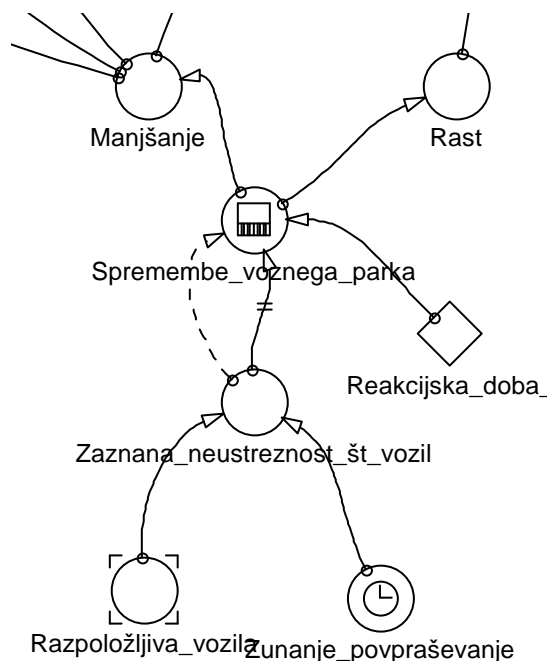 Manjšanje
Rast
Spremembe_voznega_parka
Reakcijska_doba_
Zaznana_neustreznost_št_vozil
Razpoložljiva_vozila
Zunanje_povpraševanje